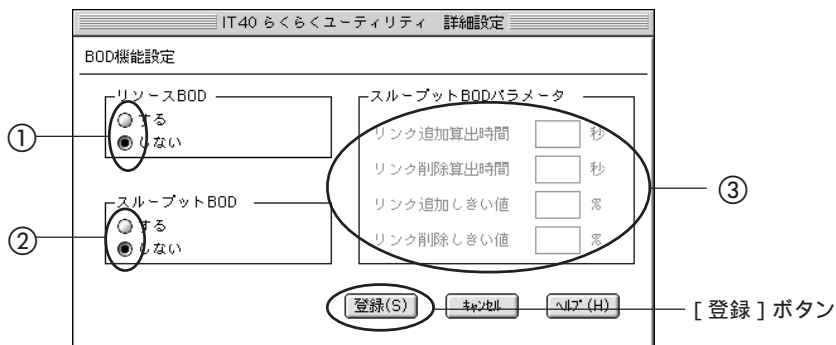 IT40 らくらくユーティリティ 詳細設定
BOD機能設定
リソースBOD
する
しない
①
スループットBOD
する
しない
②
スループットBODパラメータ
リンク追加算出時間 秒
リンク削除算出時間 秒
リンク追加しきい値 %
リンク削除しきい値 %
③
登録(S) キャンセル ヘルプ(H)
[ 登録 ] ボタン